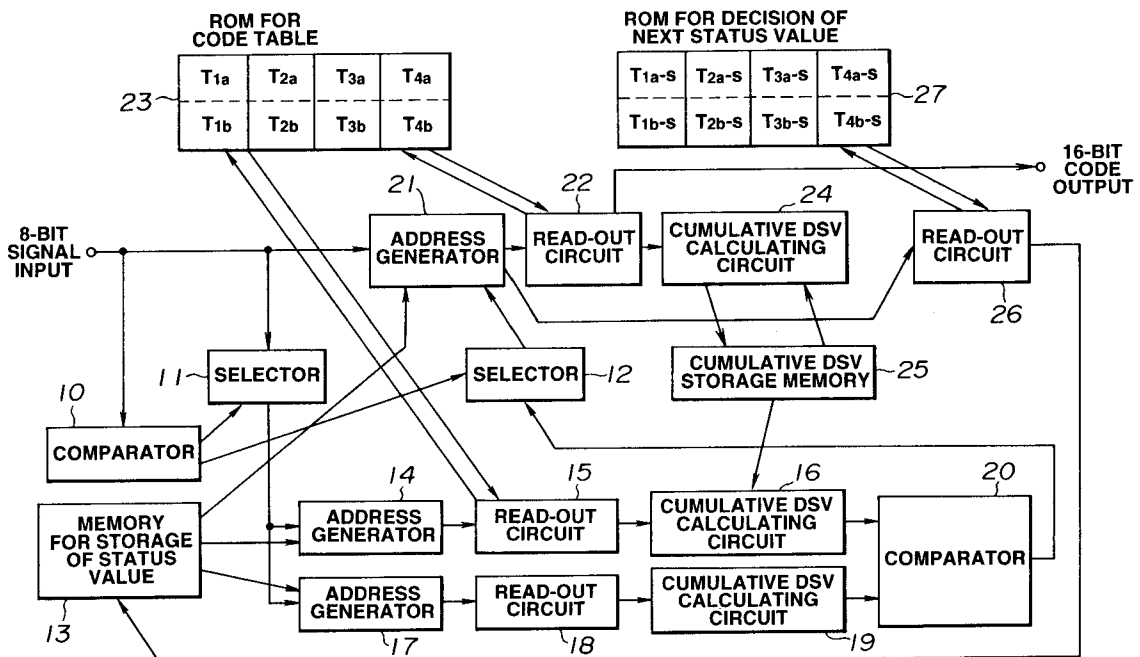 ROM FOR
CODE TABLE
ROM FOR DECISION OF
NEXT STATUS VALUE
T1a T2a T3a T4a
T1b T2b T3b T4b
23
T1a-s T2a-s T3a-s T4a-s
T1b-s T2b-s T3b-s T4b-s
27
16-BIT
CODE
OUTPUT
8-BIT
SIGNAL
INPUT
21
ADDRESS
GENERATOR
22
READ-OUT
CIRCUIT
24
CUMULATIVE DSV
CALCULATING
CIRCUIT
READ-OUT
CIRCUIT
26
11
SELECTOR
SELECTOR
12
CUMULATIVE DSV
STORAGE MEMORY
25
10
COMPARATOR
13
MEMORY
FOR STORAGE
OF STATUS
VALUE
14
ADDRESS
GENERATOR
15
READ-OUT
CIRCUIT
16
CUMULATIVE DSV
CALCULATING
CIRCUIT
20
COMPARATOR
ADDRESS
GENERATOR
17
READ-OUT
CIRCUIT
18
CUMULATIVE DSV
CALCULATING
CIRCUIT
19